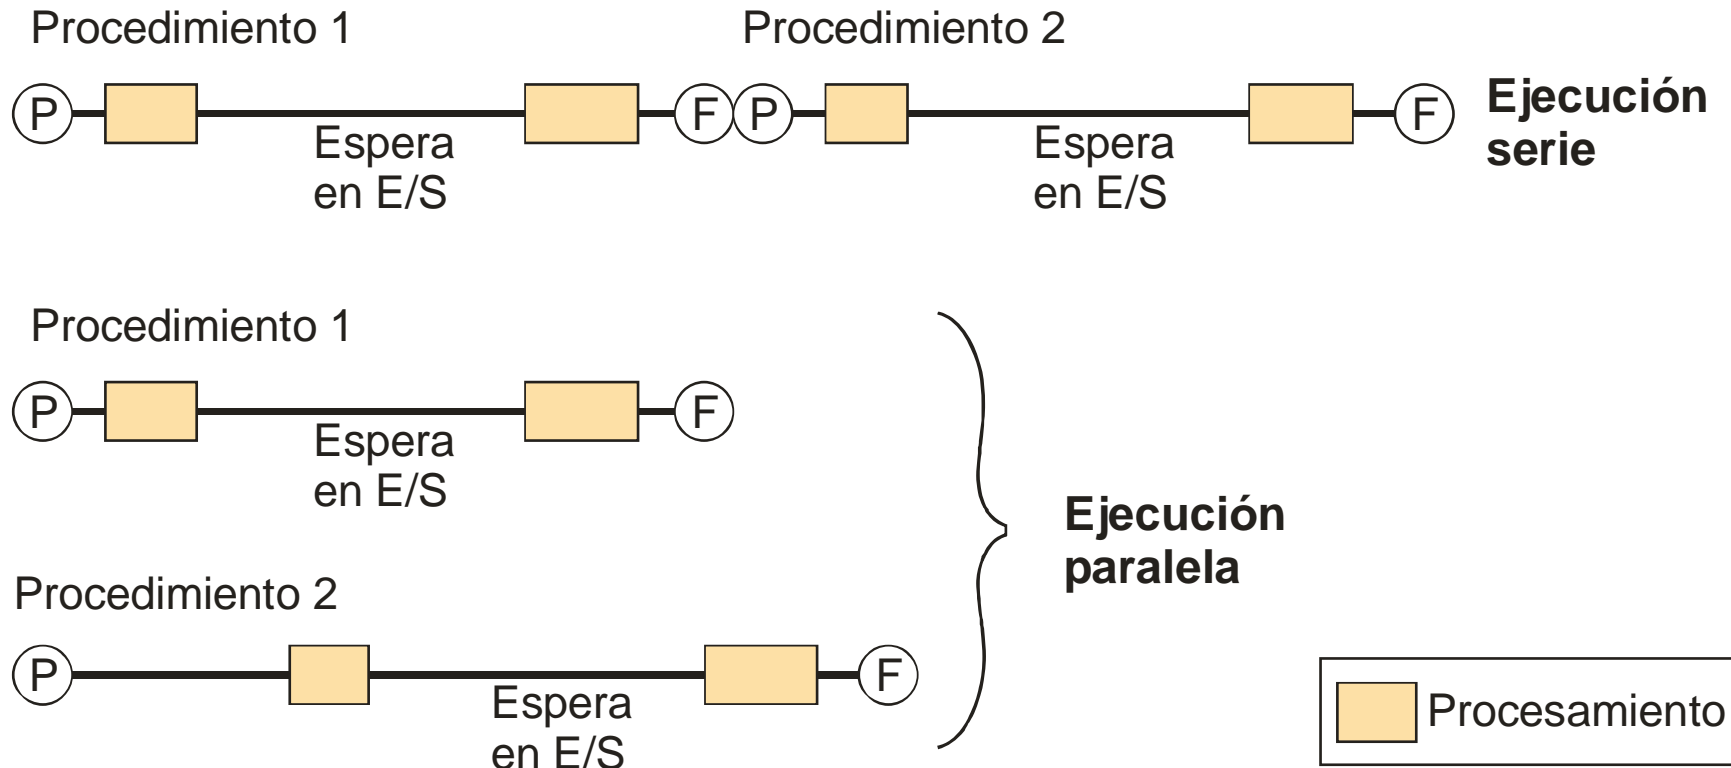 Procedimiento 1
Procedimiento 2
P
F
P
F
Ejecución
serie
Espera
en E/S
Espera
en E/S
Procedimiento 1
P
F
Espera
en E/S
Ejecución
paralela
Procedimiento 2
P
F
Espera
en E/S
Procesamiento